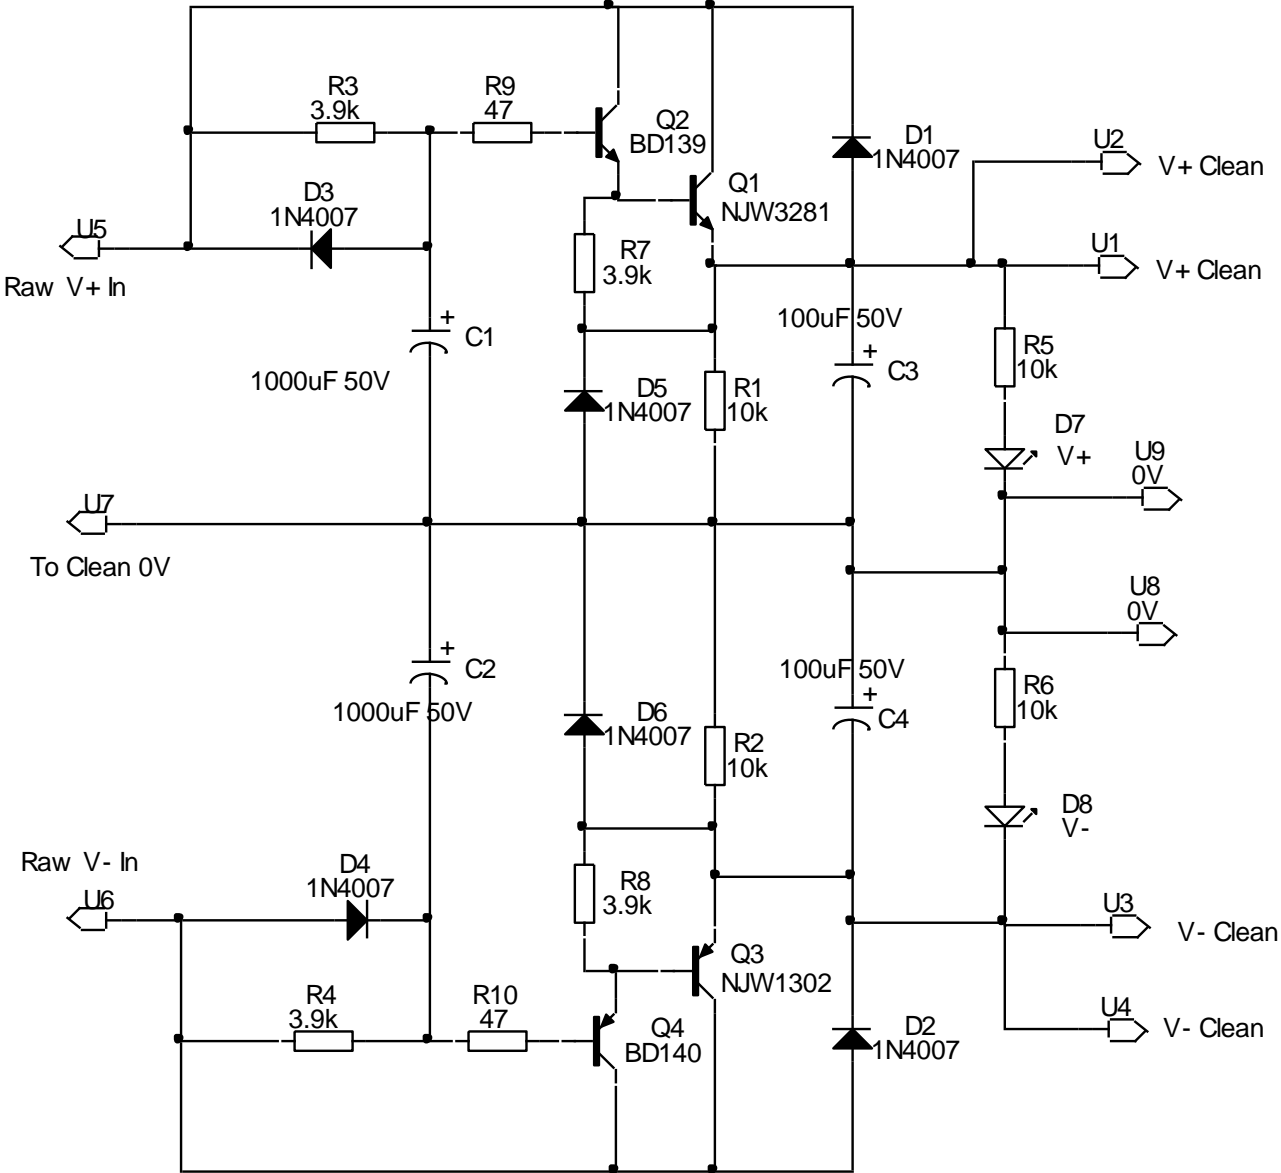 R3
3.9k
R9
47
Q2
BD139
D1
1N4007
U2
V+ Clean
D3
1N4007
Q1
NJW3281
U5
Raw V+ In
R7
3.9k
U1
V+ Clean
100uF 50V
C1
C3
R5
10k
1000uF 50V
D5
1N4007
R1
10k
D7
V+
U9
0V
U7
To Clean 0V
U8
0V
C2
1000uF 50V
100uF 50V
C4
R6
10k
D6
1N4007
R2
10k
D8
V-
Raw V- In
U6
D4
1N4007
R8
3.9k
U3
V- Clean
Q3
NJW1302
R4
3.9k
R10
47
Q4
BD140
D2
1N4007
U4
V- Clean
+
+
+
+